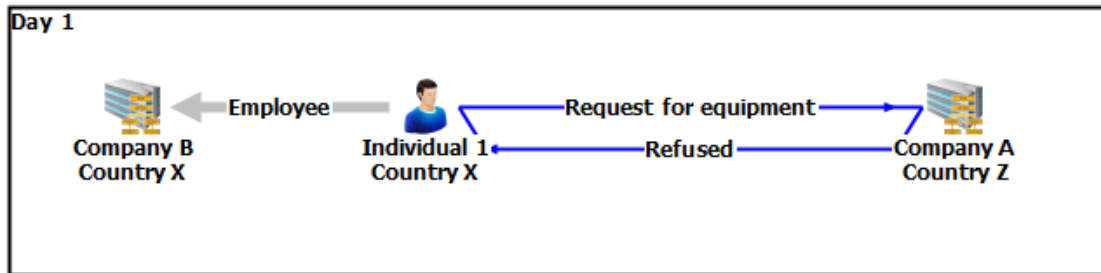 Day 1
Employee
Request for equipment
Company B
Country X
Individual 1
Country X
Refused
Company A
Country Z